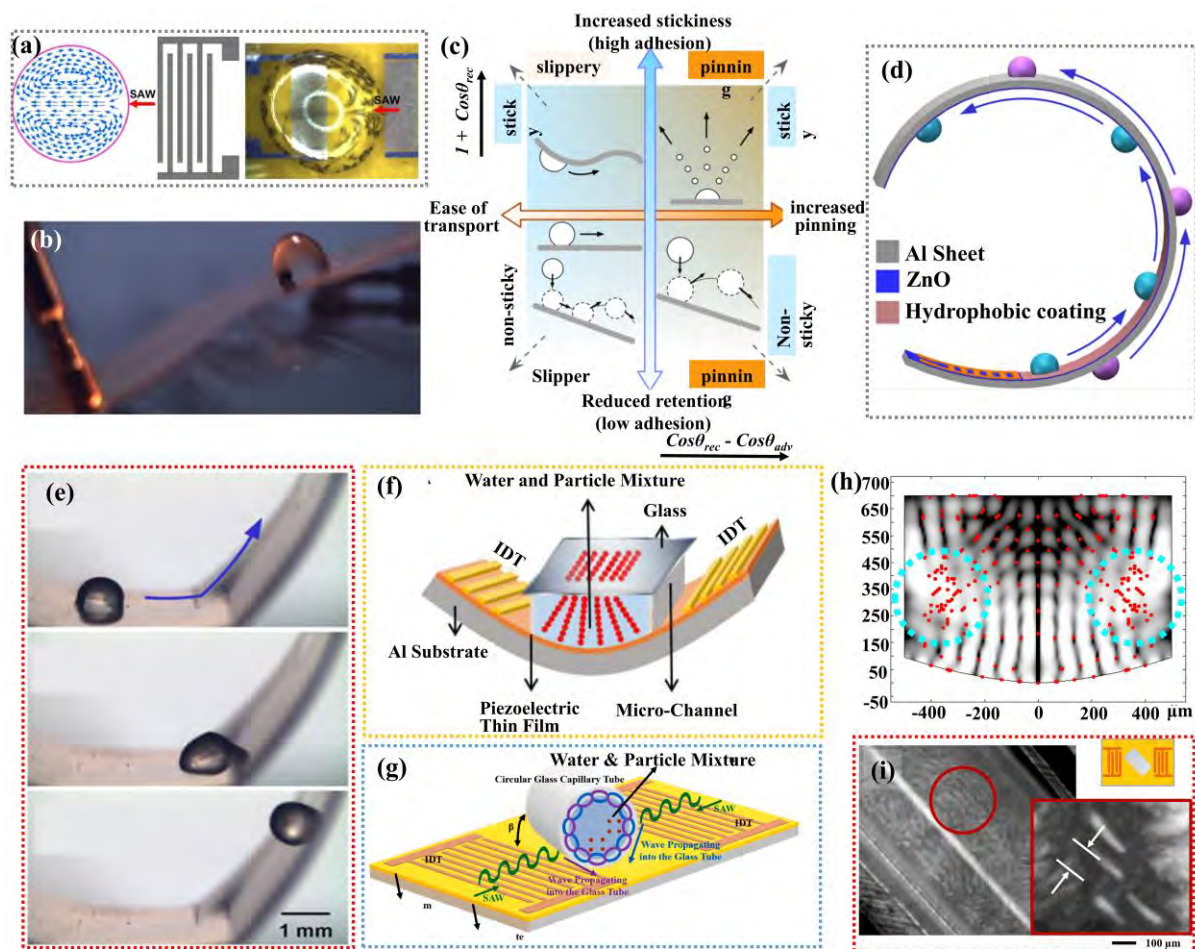 (a)
SAW
SAW
(b)
(c)
Increased stickiness
(high adhesion)
slippery
pinnin
g
1 + Cosθrec
stick
y
stick
y
Ease of
transport
increased
pinning
non-sticky
Non-
sticky
Slipper
pinnin
g
Reduced retention
(low adhesion)
Cosθrec - Cosθadv
(d)
Al Sheet
ZnO
Hydrophobic coating
(e)
1 mm
(f)
Water and Particle Mixture
Glass
IDT
IDT
Al Substrate
Piezoelectric
Thin Film
Micro-Channel
(g)
Water & Particle Mixture
Circular Glass Capillary Tube
β
SAW
IDT
IDT
Wave Propagating
into the Glass Tube
Wave Propagating
into the Glass Tube
SAW
m
te
(h)
700
650
550
450
350
250
150
50
-50
-400
-200
0
200
400
μm
(i)
100 μm